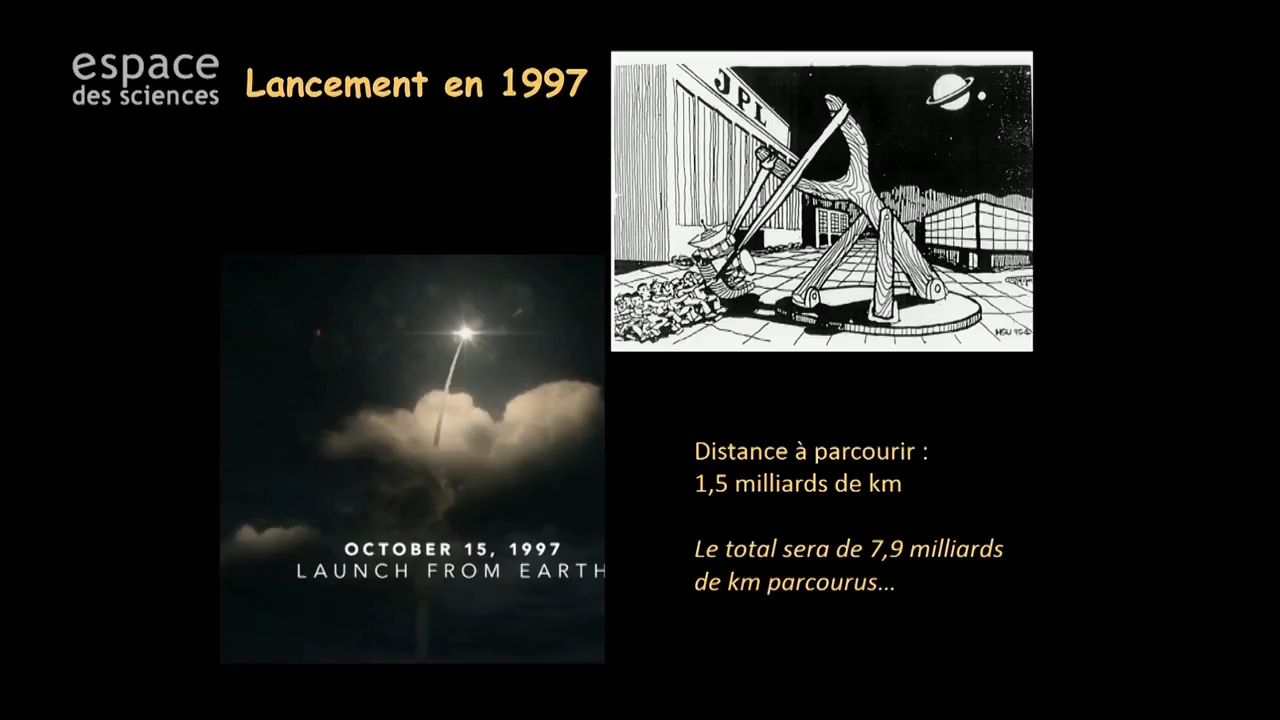 espace
des sciences
Lancement en 1997
JPL
OCTOBER 15, 1997
LAUNCH FROM EARTH
Distance à parcourir :
1,5 milliards de km
Le total sera de 7,9 milliards
de km parcourus...